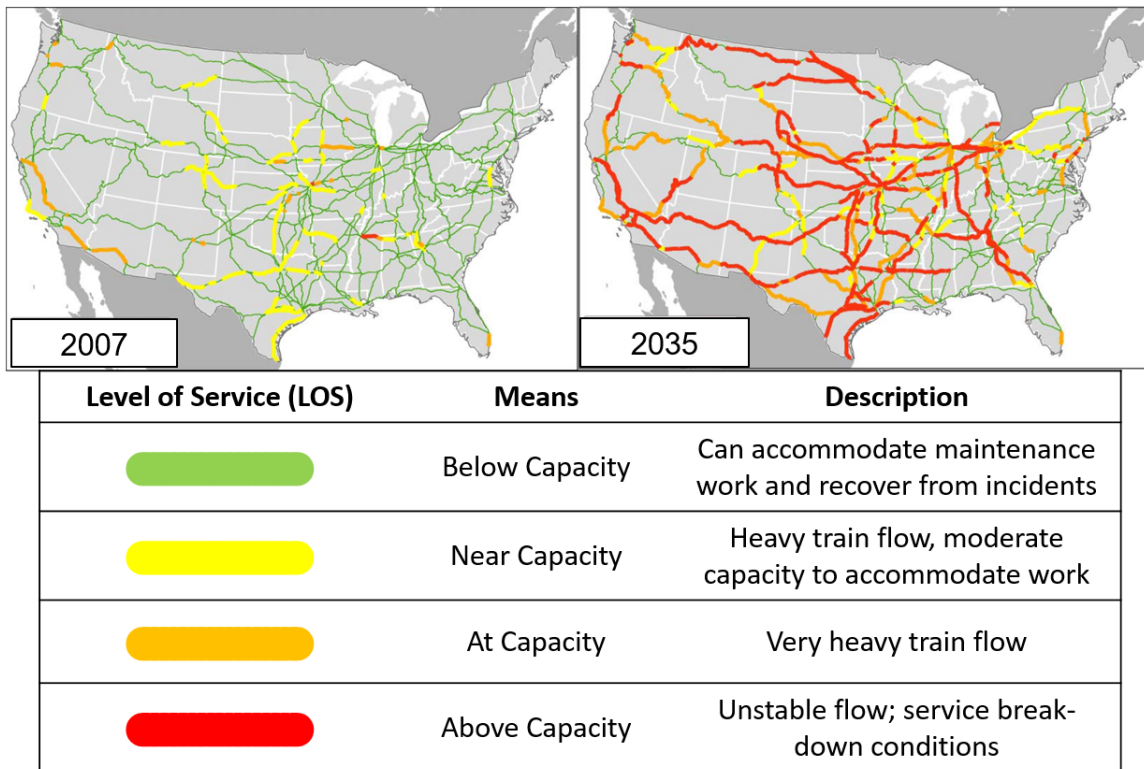 2007
2035
Level of Service (LOS) Means Description
Below Capacity
Can accommodate maintenance
work and recover from incidents
Near Capacity
Heavy train flow, moderate
capacity to accommodate work
At Capacity
Very heavy train flow
Above Capacity
Unstable flow; service break-
down conditions